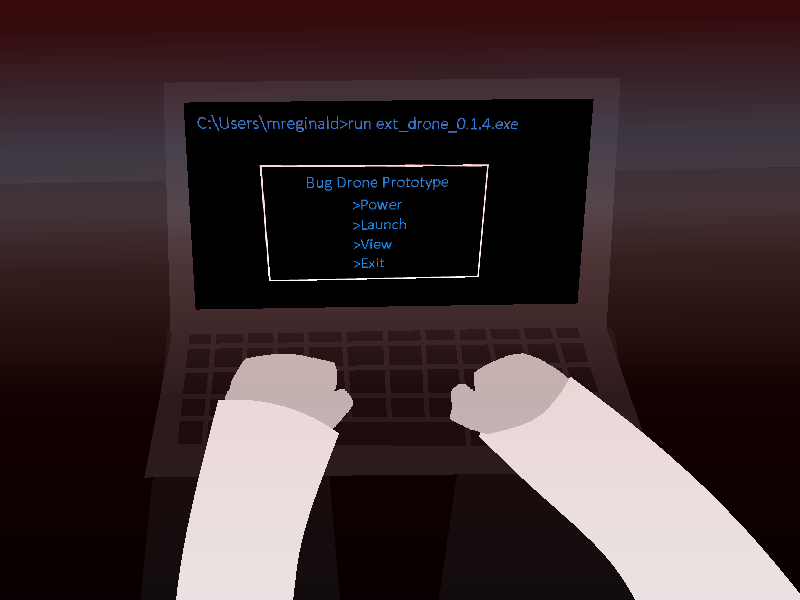 C:\Users\mreginald>run ext_drone_0.1.4.exe
Bug Drone Prototype
>Power
>Launch
>View
>Exit